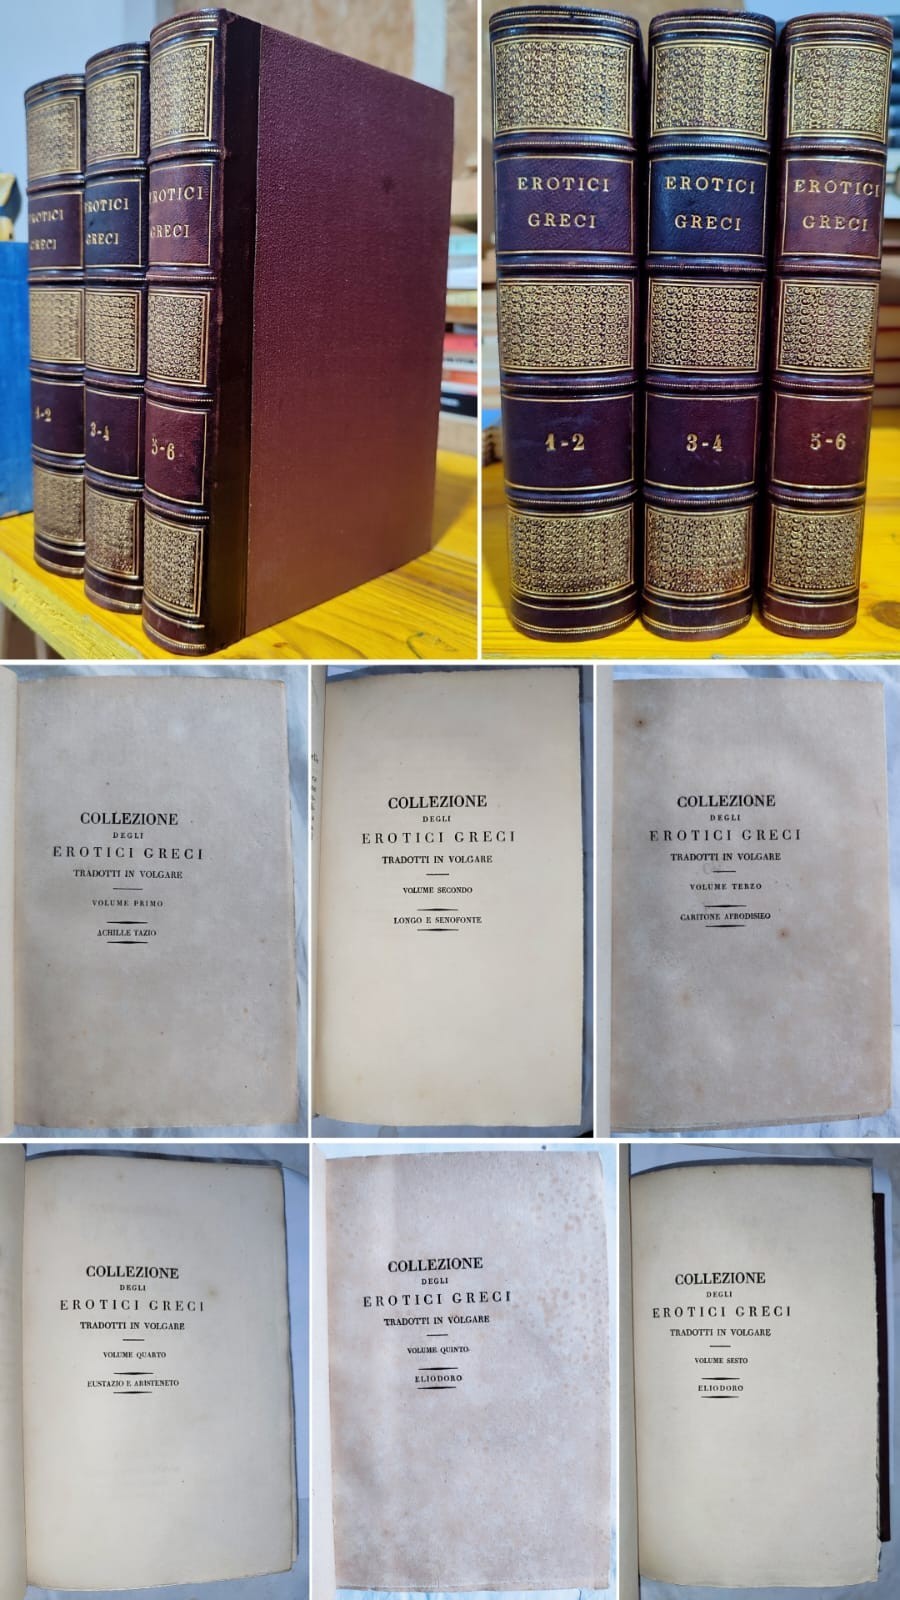 EROTICI
GRECI
1-2
EROTICI
GRECI
3-4
EROTICI
GRECI
5-6
EROTICI
GRECI
1-2
EROTICI
GRECI
3-4
EROTICI
GRECI
5-6
COLLEZIONE
DEGLI
EROTICI GRECI
TRADOTTI IN VOLGARE
VOLUME PRIMO
ACHILLE TAZIO
COLLEZIONE
DEGLI
EROTICI GRECI
TRADOTTI IN VOLGARE
VOLUME SECONDO
LONGO E SENOFONTE
COLLEZIONE
DEGLI
EROTICI GRECI
TRADOTTI IN VOLGARE
VOLUME TERZO
CARITONE AFRODISIEO
COLLEZIONE
DEGLI
EROTICI GRECI
TRADOTTI IN VOLGARE
VOLUME QUARTO
EUSTAZIO E ARISTENETO
COLLEZIONE
DEGLI
EROTICI GRECI
TRADOTTI IN VOLGARE
VOLUME QUINTO
ELIODORO
COLLEZIONE
DEGLI
EROTICI GRECI
TRADOTTI IN VOLGARE
VOLUME SESTO
ELIODORO